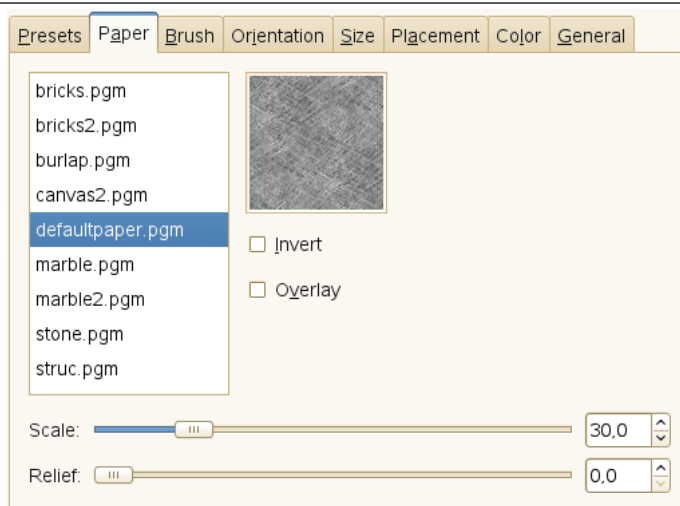 Presets Paper Brush Orientation Size Placement Color General
bricks.pgm
bricks2.pgm
burlap.pgm
canvas2.pgm
defaultpaper.pgm
marble.pgm
marble2.pgm
stone.pgm
struc.pgm
Invert
Overlay
Scale: 30,0
Relief: 0,0